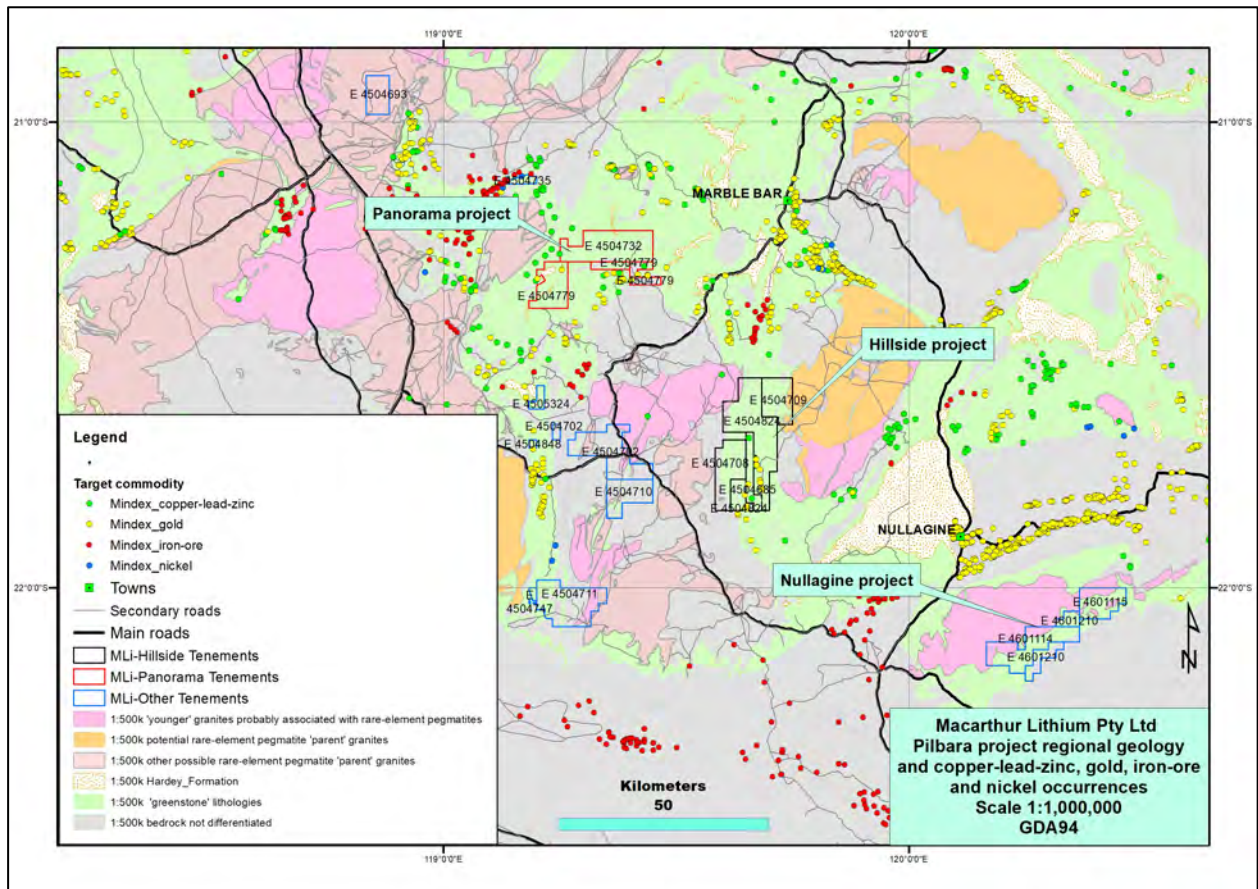 119°0'0"E
120°0'0"E
E 4504693
21°0'0"S
21°0'0"S
E 4504735
MARBLE BAR
Panorama project
E 4504732
E 4504779
E 4504779
E 4504779
Hillside project
E 4504709
E 4505324
E 4504824
E 4504702
E 4504848
E 4504702
E 4504708
E 4504710
E 4504685
E 4504824
NULLAGINE
Nullagine project
22°0'0"S
22°0'0"S
E 4504711
E
4504747
E 4601115
E 4601210
E 4601114
E 4601210
N
Legend
Target commodity
Mindex_copper-lead-zinc
Mindex_gold
Mindex_iron-ore
Mindex_nickel
Towns
Secondary roads
Main roads
MLi-Hillside Tenements
MLi-Panorama Tenements
MLi-Other Tenements
1:500k 'younger' granites probably associated with rare-element pegmatites
1:500k potential rare-element pegmatite 'parent' granites
1:500k other possible rare-element pegmatite 'parent' granites
1:500k Hardey_Formation
1:500k 'greenstone' lithologies
1:500k bedrock not differentiated
Kilometers
50
Macarthur Lithium Pty Ltd
Pilbara project regional geology
and copper-lead-zinc, gold, iron-ore
and nickel occurrences
Scale 1:1,000,000
GDA94
119°0'0"E
120°0'0"E